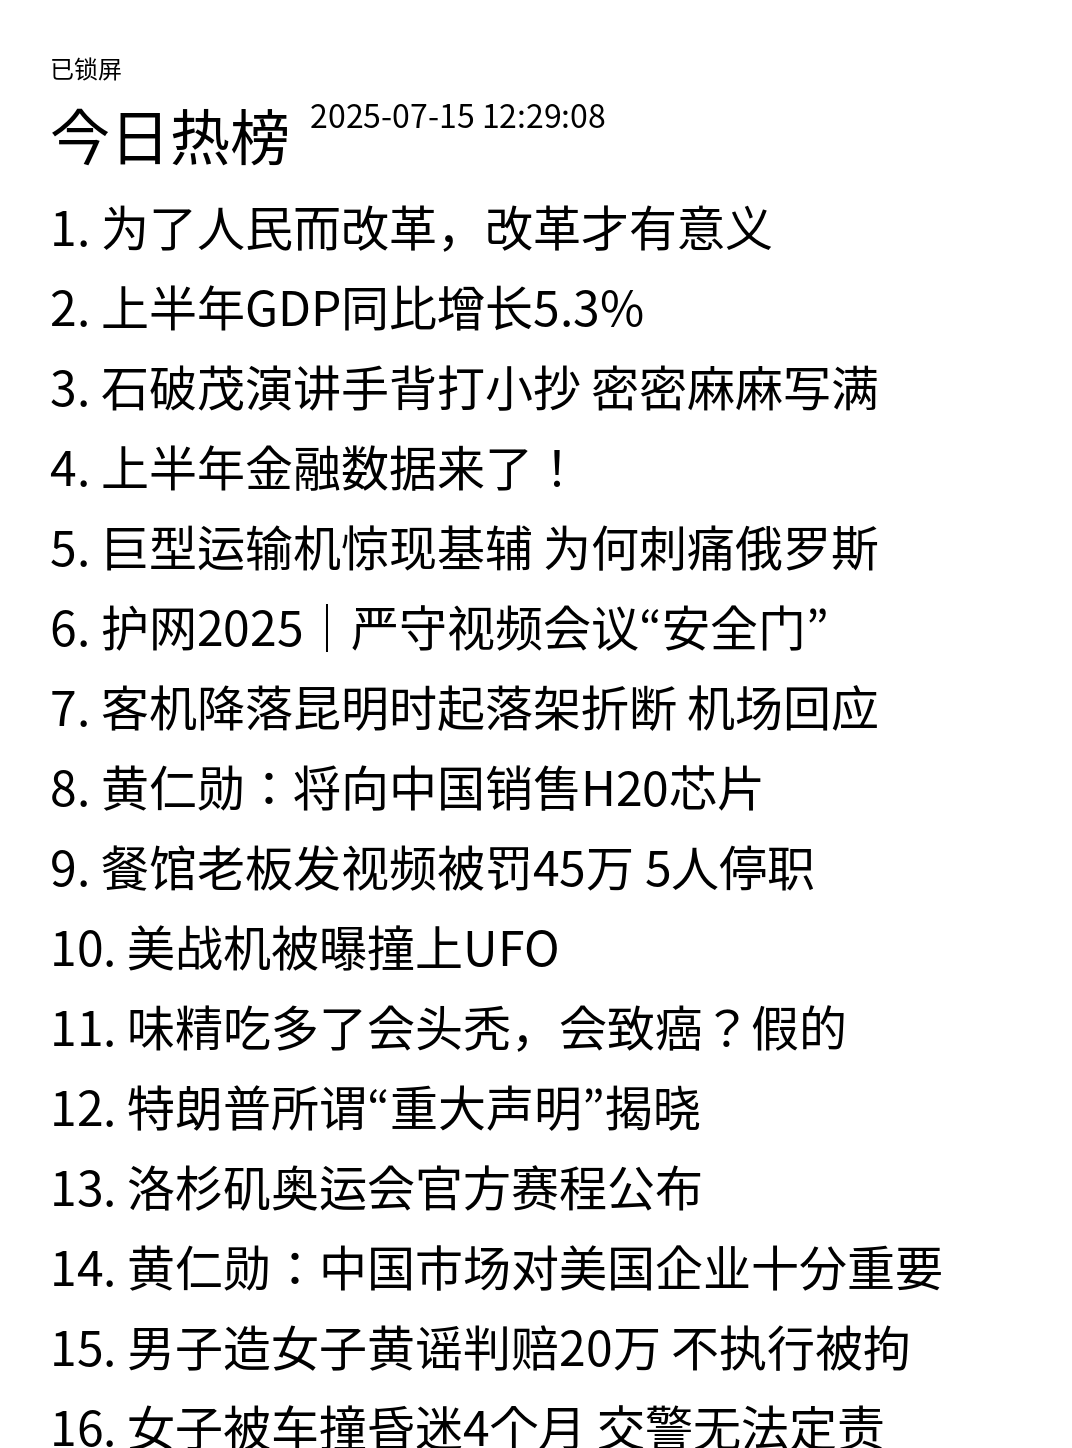 已锁屏
今日热榜 2025-07-15 12:29:08
1. 为了人民而改革，改革才有意义
2. 上半年GDP同比增长5.3%
3. 石破茂演讲手背打小抄 密密麻麻写满
4. 上半年金融数据来了！
5. 巨型运输机惊现基辅 为何刺痛俄罗斯
6. 护网2025｜严守视频会议“安全门”
7. 客机降落昆明时起落架折断 机场回应
8. 黄仁勋：将向中国销售H20芯片
9. 餐馆老板发视频被罚45万 5人停职
10. 美战机被曝撞上UFO
11. 味精吃多了会头秃，会致癌？假的
12. 特朗普所谓“重大声明”揭晓
13. 洛杉矶奥运会官方赛程公布
14. 黄仁勋：中国市场对美国企业十分重要
15. 男子造女子黄谣判赔20万 不执行被拘
16. 女子被车撞昏迷4个月 交警无法定责